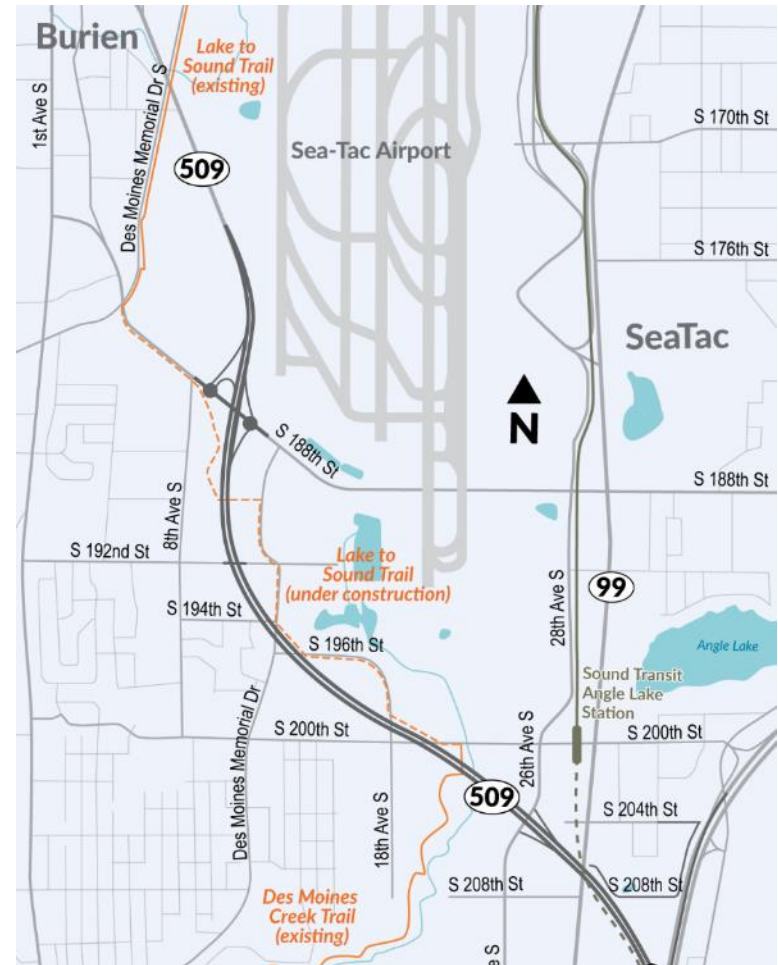 Burien
Lake to
Sound Trail
(existing)
1st Ave S
Des Moines Memorial Dr S
509
Sea-Tac Airport
S 170th St
S 176th St
SeaTac
N
S 188th St
S 188th St
8th Ave S
S 192nd St
Lake to
Sound Trail
(under construction)
28th Ave S
99
S 194th St
S 196th St
Angle Lake
Sound Transit
Angle Lake
Station
Des Moines Memorial Dr
S 200th St
26th Ave S
S 200th St
18th Ave S
509
S 204th St
S 208th St
S 208th St
Des Moines
Creek Trail
(existing)
e S